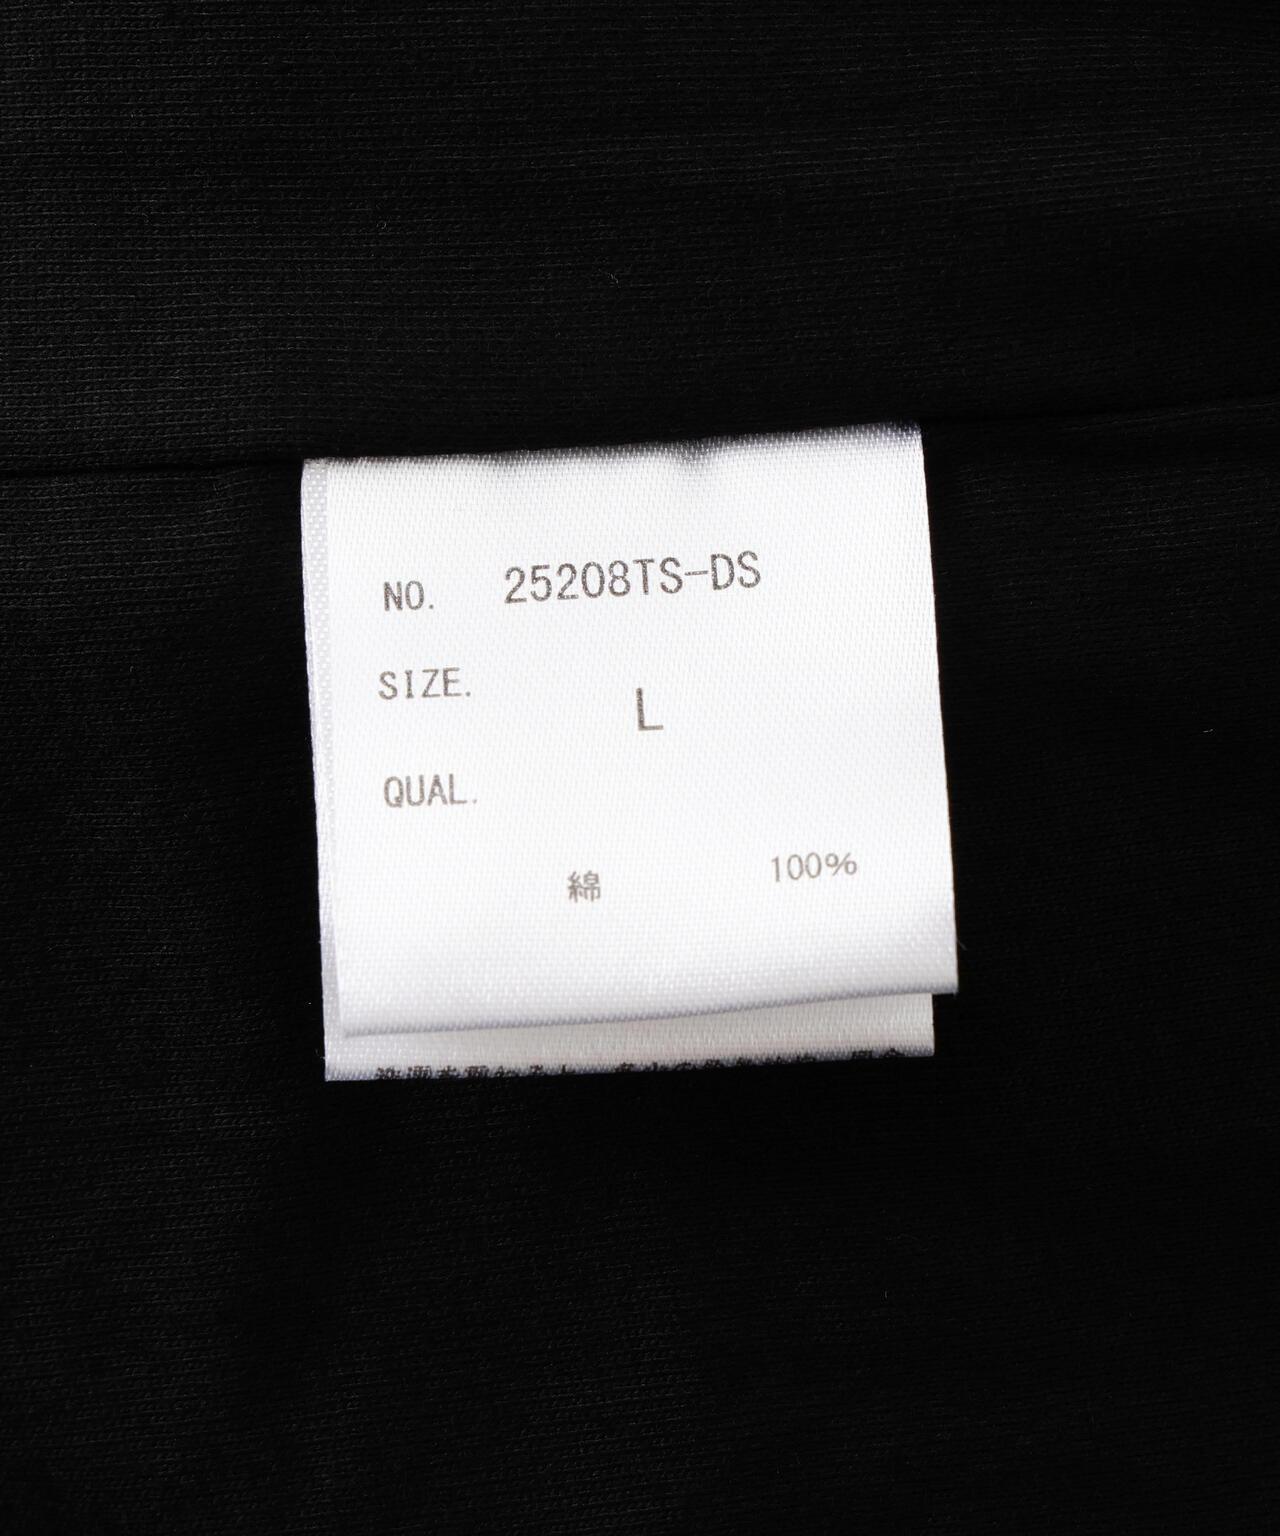 NO. 25208TS-DS
SIZE.
L
QUAL.
綿 100%